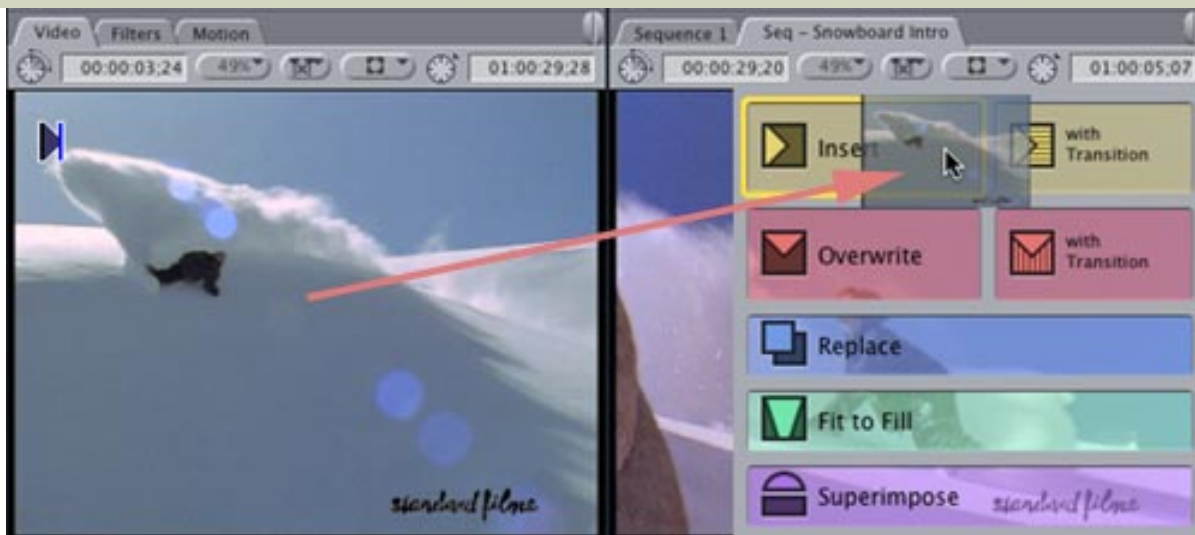 Video Filters Motion
00:00:03;24 49% 01:00:29;28
standard films
Sequence 1 Seq – Snowboard Intro
00:00:29;20 49% 01:00:05;07
Insert
with
Transition
Overwrite
with
Transition
Replace
Fit to Fill
Superimpose
standard films